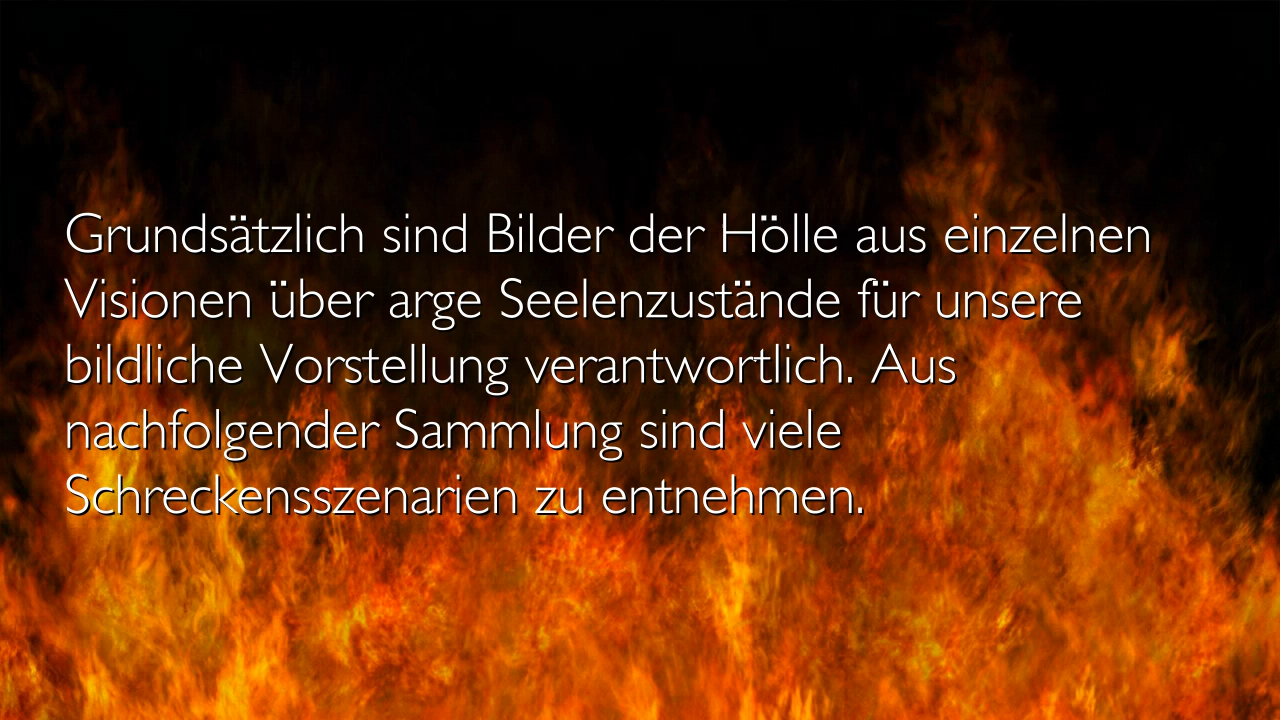 Grundsätzlich sind Bilder der Hölle aus einzelnen
Visionen über arge Seelenzustände für unsere
bildliche Vorstellung verantwortlich. Aus
nachfolgender Sammlung sind viele
Schreckensszenarien zu entnehmen.